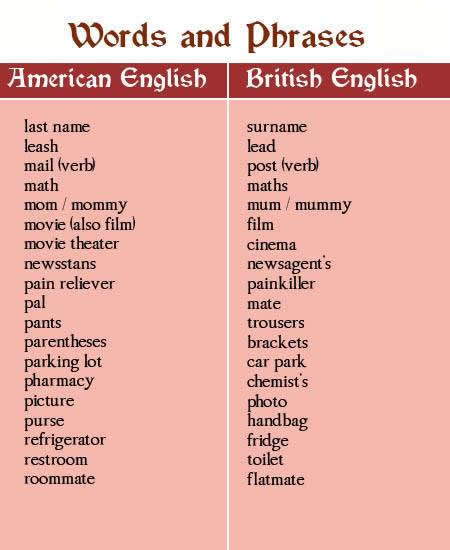 Words and Phrases
American English British English
last name surname
leash lead
mail (verb) post (verb)
math maths
mom / mommy mum / mummy
movie (also film) film
movie theater cinema
newsstans newsagent's
pain reliever painkiller
pal mate
pants trousers
parentheses brackets
parking lot car park
pharmacy chemist's
picture photo
purse handbag
refrigerator fridge
restroom toilet
roommate flatmate